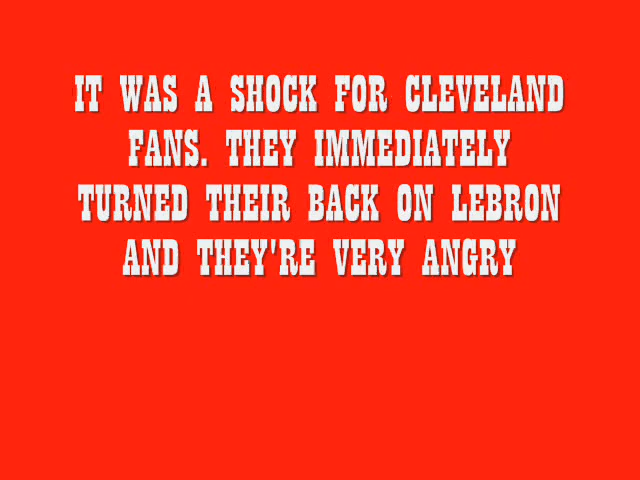 IT WAS A SHOCK FOR CLEVELAND
FANS. THEY IMMEDIATELY
TURNED THEIR BACK ON LEBRON
AND THEY'RE VERY ANGRY